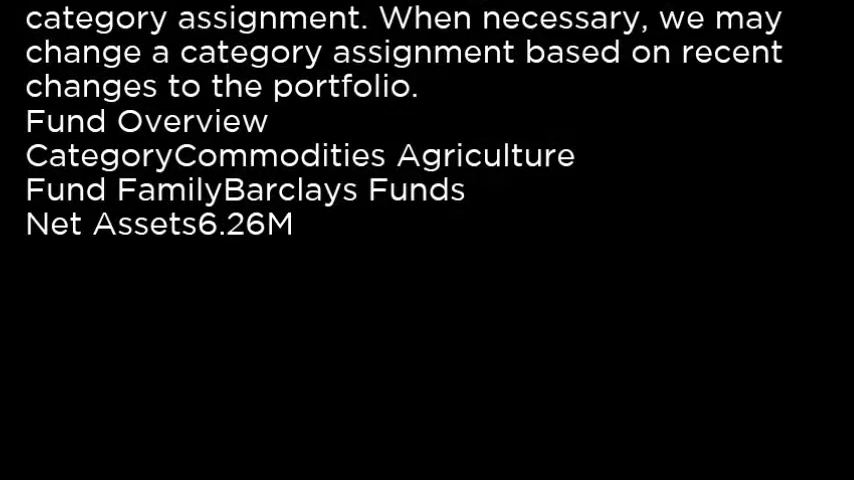 category assignment. When necessary, we may
change a category assignment based on recent
changes to the portfolio.
Fund Overview
CategoryCommodities Agriculture
Fund FamilyBarclays Funds
Net Assets6.26M